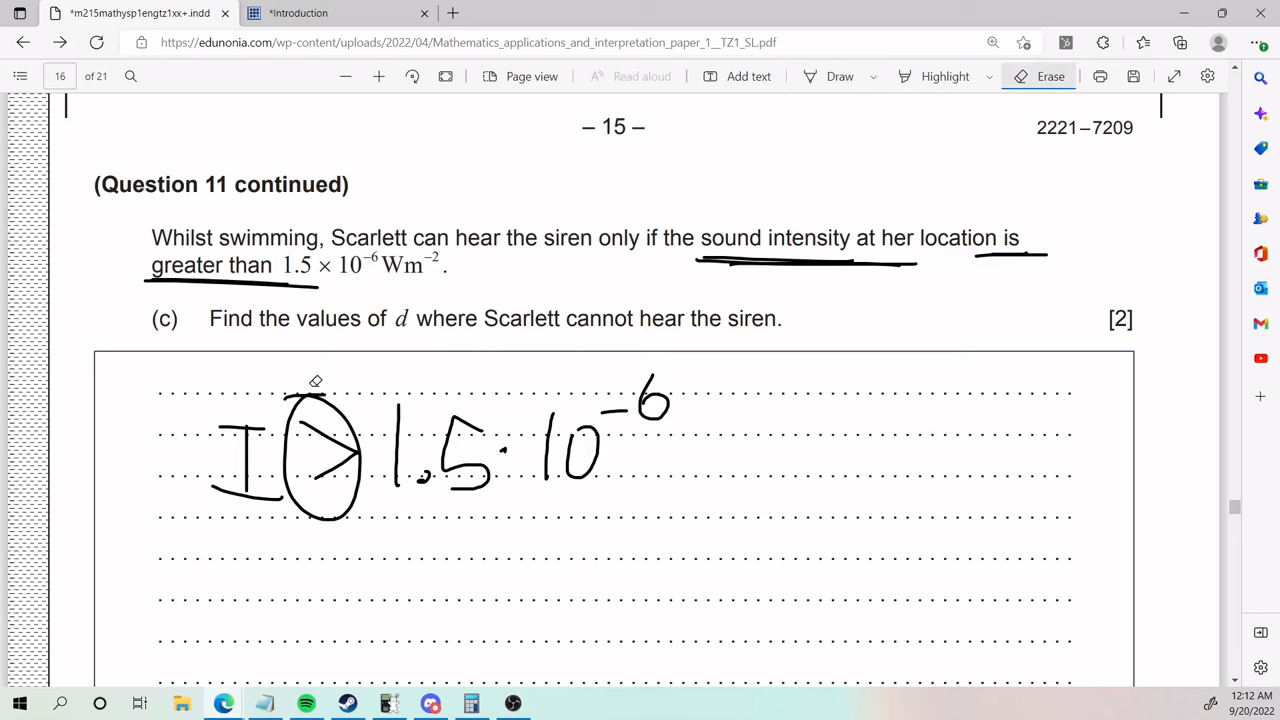 *m215mathysp1engtz1xx+.indd
*Introduction
https://edunonia.com/wp-content/uploads/2022/04/Mathematics_applications_and_interpretation_paper_1__TZ1_SL.pdf
16 of 21
Page view
Read aloud
Add text
Draw
Highlight
Erase
– 15 –
2221–7209
(Question 11 continued)
Whilst swimming, Scarlett can hear the siren only if the sound intensity at her location is
greater than 1.5 × 10⁻⁶ Wm⁻².
(c) Find the values of d where Scarlett cannot hear the siren. [2]
I > 1.5 · 10⁻⁶
12:12 AM
9/20/2022